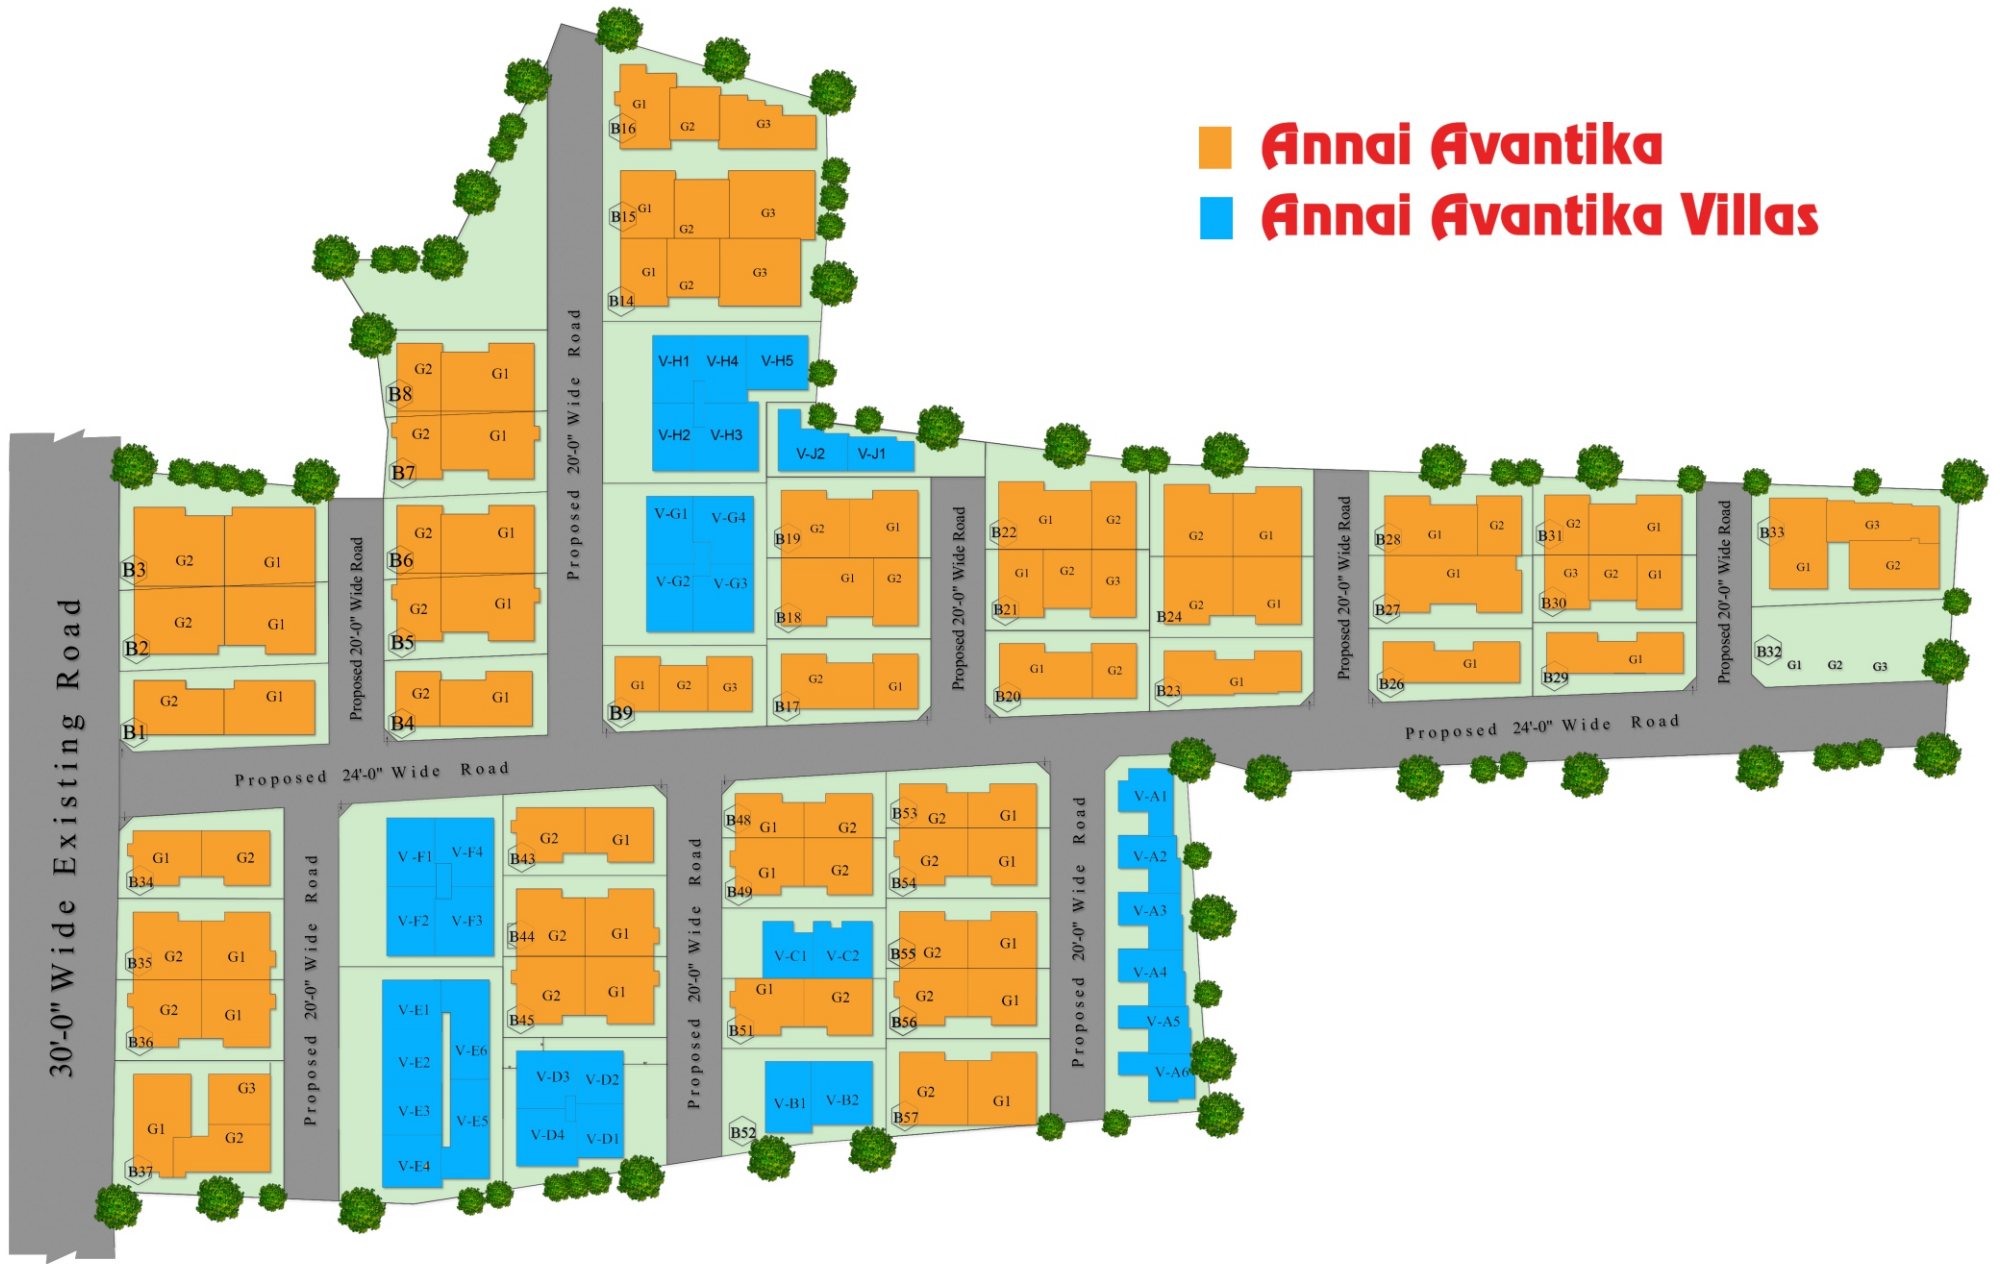 Annai Avantika
Annai Avantika Villas
G1
G2
G3
B16
G1
G2
G3
B15
G1
G2
G3
B14
Proposed 20'-0" Wide Road
G2
G1
B8
G2
G1
B7
V-H1
V-H4
V-H5
V-H2
V-H3
V-J2
V-J1
G2
G1
B3
G2
G1
B2
G2
G1
B1
Proposed 20'-0" Wide Road
G2
G1
B6
G2
G1
B5
G2
G1
B4
V-G1
V-G4
V-G2
V-G3
G1
G2
G3
B9
B19
G2
G1
G1
G2
B18
G2
G1
B17
Proposed 20'-0" Wide Road
B22
G1
G2
G1
G2
G3
B21
G1
G2
B20
G2
G1
G2
G1
B24
G1
B23
Proposed 20'-0" Wide Road
B28
G1
G2
G1
B27
G1
B26
B31
G2
G1
G3
G2
G1
B30
G1
B29
Proposed 20'-0" Wide Road
B33
G3
G1
G2
B32
G1
G2
G3
30'-0" Wide Existing Road
Proposed 24'-0" Wide Road
Proposed 24'-0" Wide Road
G1
G2
B34
G2
G1
B35
G2
G1
B36
G3
G1
G2
B37
Proposed 20'-0" Wide Road
V -F1
V-F4
V-F2
V-F3
V-E1
V-E6
V-E2
V-E3
V-E5
V-E4
G2
G1
B43
G2
G1
B44
G2
G1
B45
V-D3
V-D2
V-D4
V-D1
Proposed 20'-0" Wide Road
B48
G1
G2
G1
G2
B49
V-C1
V-C2
G1
G2
B51
V-B1
V-B2
B52
B53
G2
G1
G2
G1
B54
G2
G1
B55
G2
G1
B56
G2
G1
B57
Proposed 20'-0" Wide Road
V-A1
V-A2
V-A3
V-A4
V-A5
V-A6